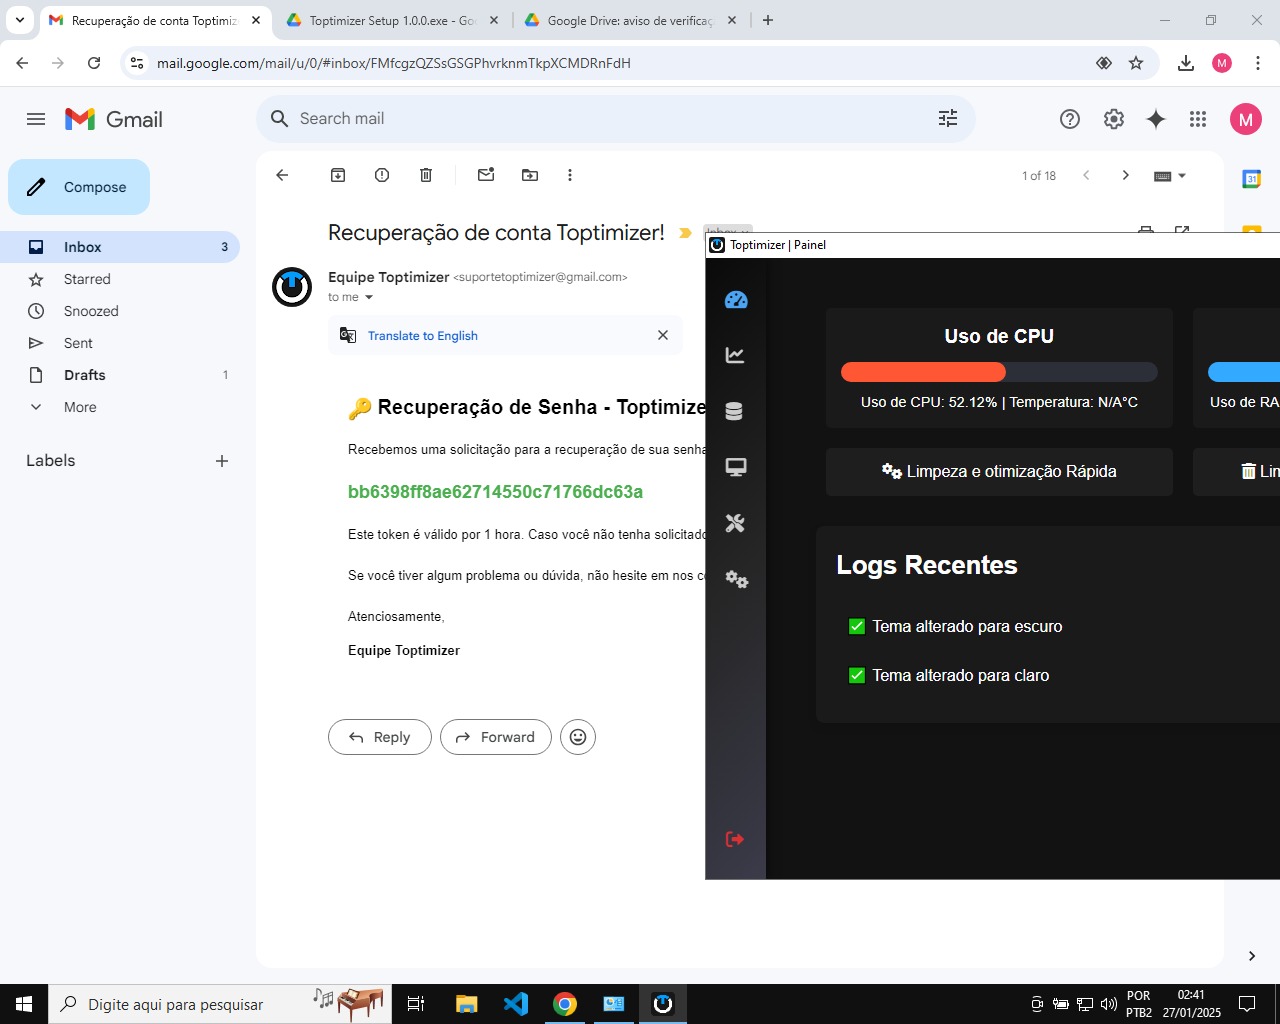 Recuperação de conta Toptimiz
Toptimizer Setup 1.0.0.exe - Goo
Google Drive: aviso de verificaç
mail.google.com/mail/u/0/#inbox/FMfcgzQZSsGSGPhvrknmTkpXCMDRnFdH
M
Gmail
Search mail
M
Compose
1 of 18
Inbox 3
Starred
Snoozed
Sent
Drafts 1
More
Labels
31
Recuperação de conta Toptimizer!
Inbox
Equipe Toptimizer <suportetoptimizer@gmail.com>
to me
Translate to English
Recuperação de Senha - Toptimize
Recebemos uma solicitação para a recuperação de sua senha
bb6398ff8ae62714550c71766dc63a
Este token é válido por 1 hora. Caso você não tenha solicitado
Se você tiver algum problema ou dúvida, não hesite em nos c
Atenciosamente,
Equipe Toptimizer
Reply
Forward
Toptimizer | Painel
Uso de CPU
Uso de CPU: 52.12% | Temperatura: N/A°C
Uso de RA
Limpeza e otimização Rápida
Lim
Logs Recentes
Tema alterado para escuro
Tema alterado para claro
Digite aqui para pesquisar
POR
PTB2
02:41
27/01/2025